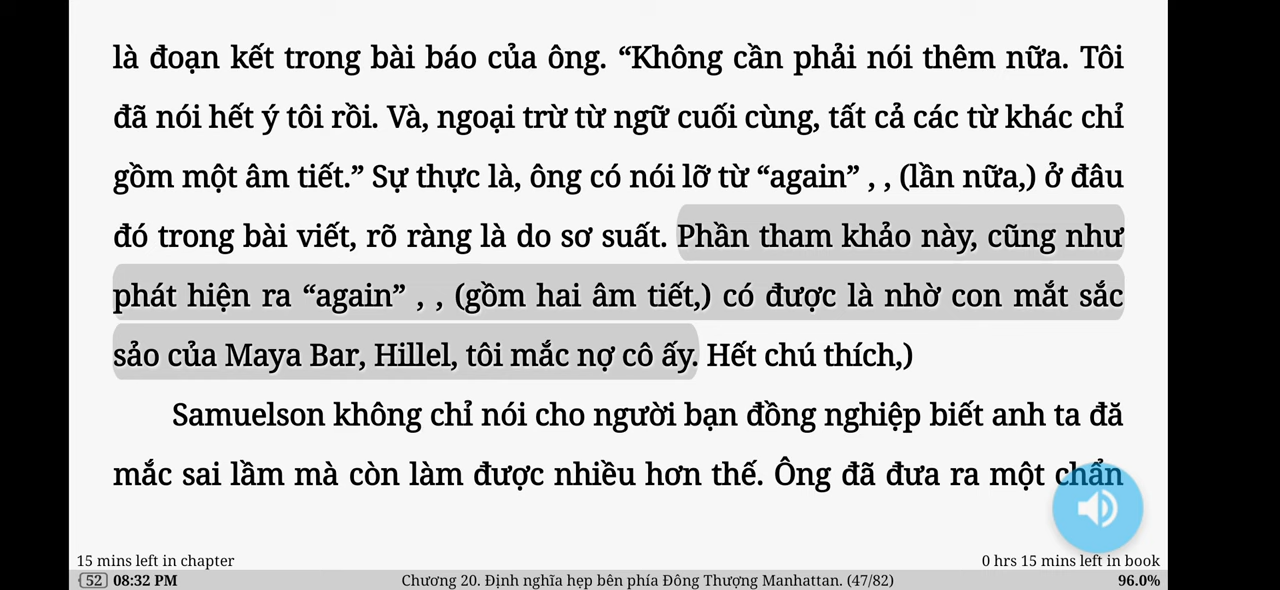 là đoạn kết trong bài báo của ông. “Không cần phải nói thêm nữa. Tôi
đã nói hết ý tôi rồi. Và, ngoại trừ từ ngữ cuối cùng, tất cả các từ khác chỉ
gồm một âm tiết.” Sự thực là, ông có nói lỡ từ “again” , , (lần nữa,) ở đâu
đó trong bài viết, rõ ràng là do sơ suất. Phần tham khảo này, cũng như
phát hiện ra “again” , , (gồm hai âm tiết,) có được là nhờ con mắt sắc
sảo của Maya Bar, Hillel, tôi mắc nợ cô ấy. Hết chú thích,)
Samuelson không chỉ nói cho người bạn đồng nghiệp biết anh ta đã
mắc sai lầm mà còn làm được nhiều hơn thế. Ông đã đưa ra một chẩn
15 mins left in chapter
0 hrs 15 mins left in book
52 08:32 PM
Chương 20. Định nghĩa hẹp bên phía Đông Thượng Manhattan. (47/82)
96.0%